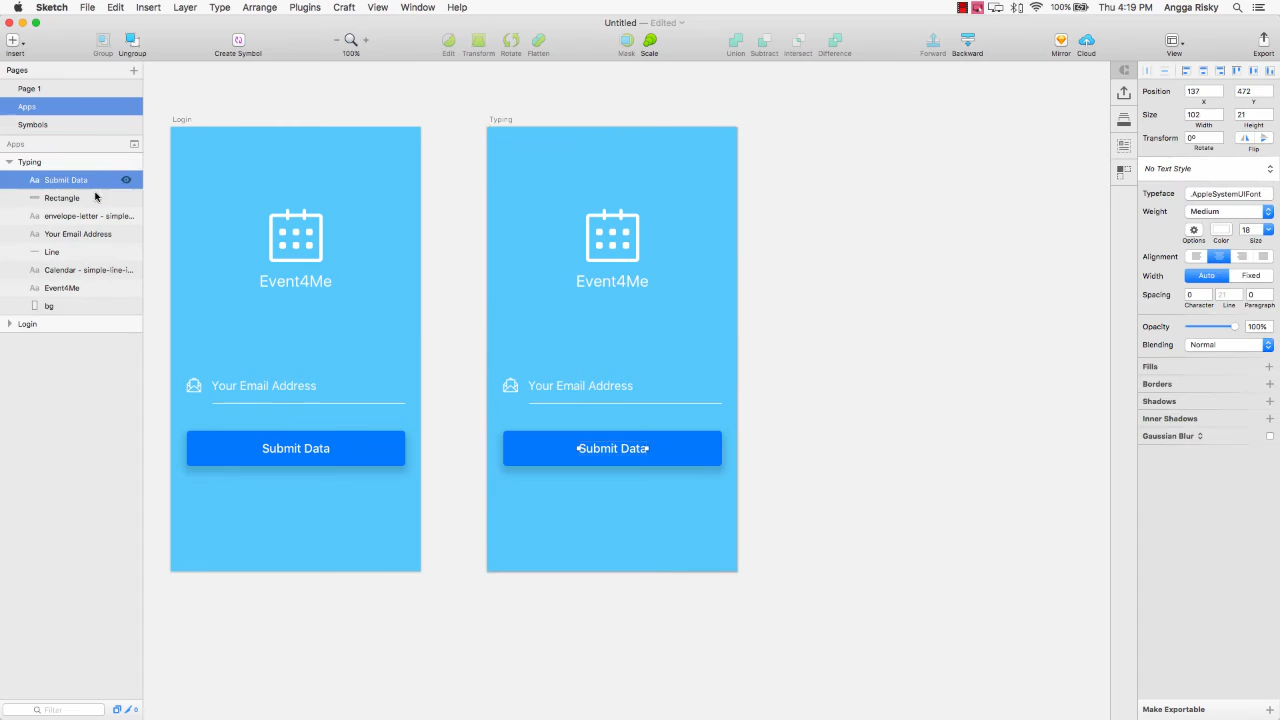 Sketch File Edit Insert Layer Type Arrange Plugins Craft View Window Help 100% Thu 4:19 PM Angga Risky
Untitled — Edited
Insert Group Ungroup Create Symbol 100% Edit Transform Rotate Flatten Mask Scale Union Subtract Intersect Difference Forward Backward Mirror Cloud View Export
Pages
Page 1
Apps
Symbols
Apps
Typing
Aa Submit Data
Rectangle
Aa envelope-letter - simple...
Aa Your Email Address
Line
Aa Calendar - simple-line-i...
Aa Event4Me
bg
Login
Filter 0
Login
Event4Me
Your Email Address
Submit Data
Typing
Event4Me
Your Email Address
Submit Data
Position 137 472
X Y
Size 102 21
Width Height
Transform 0°
Rotate Flip
No Text Style
Typeface .AppleSystemUIFont
Weight Medium
18
Options Color Size
Alignment
Width Auto Fixed
Spacing 0 21 0
Character Line Paragraph
Opacity 100%
Blending Normal
Fills
Borders
Shadows
Inner Shadows
Gaussian Blur
Make Exportable